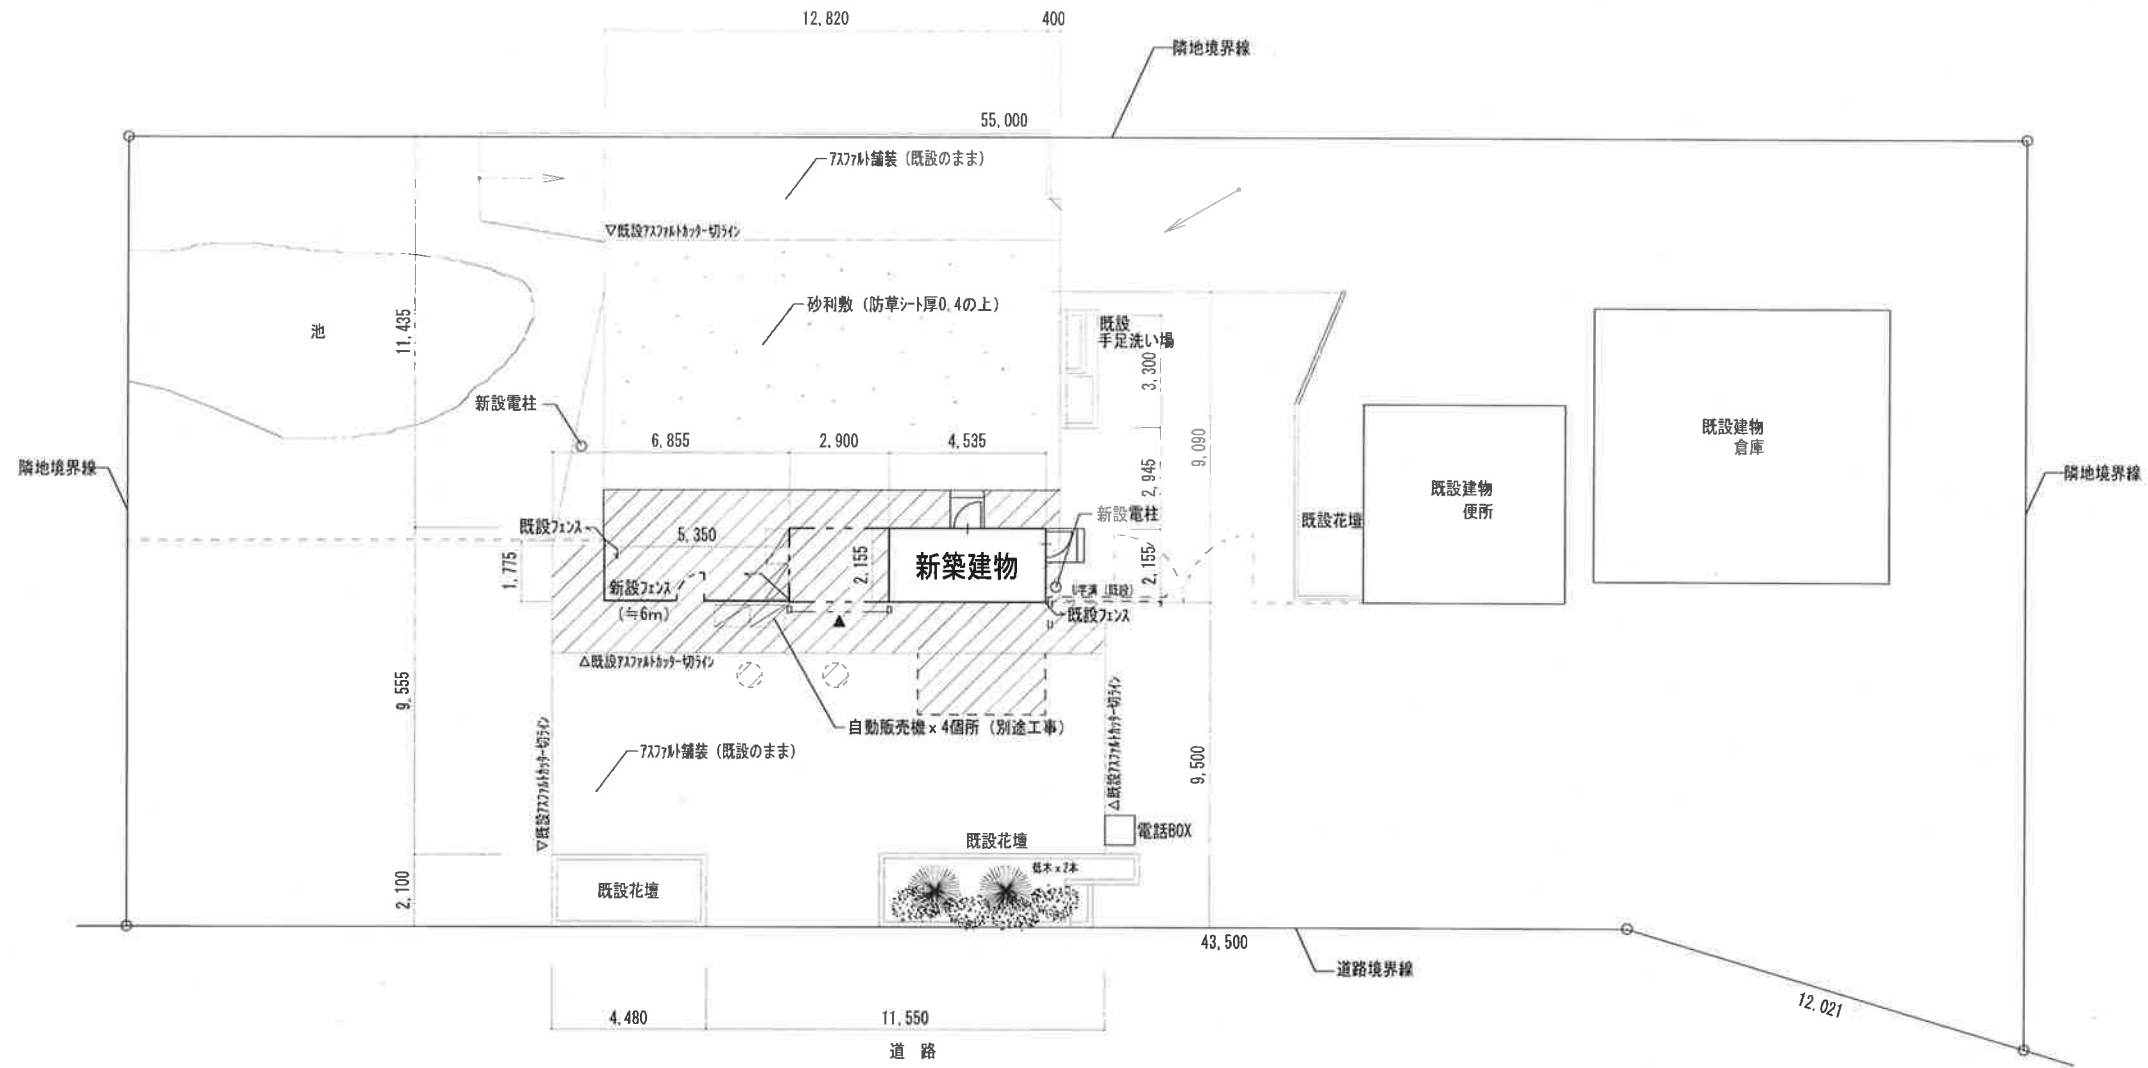 12,820
400
隣地境界線
55,000
ｱｽﾌｧﾙﾄ舗装（既設のまま）
▽既設ｱｽﾌｧﾙﾄｶｯﾀｰ切ﾗｲﾝ
砂利敷（防草ｼｰﾄ厚0.4の上）
池
11,435
既設
手足洗い場
3,300
新設電柱
6,855
2,900
4,535
9,090
2,945
既設建物
倉庫
隣地境界線
隣地境界線
既設建物
便所
既設フェンス
5,350
新設電柱
既設花壇
1,775
2,155
新築建物
2,155
新設フェンス
（≒6m）
U字溝（既設）
既設フェンス
▲
△既設ｱｽﾌｧﾙﾄｶｯﾀｰ切ﾗｲﾝ
9,555
自動販売機ｘ4個所（別途工事）
△既設ｱｽﾌｧﾙﾄｶｯﾀｰ切ﾗｲﾝ
▽既設ｱｽﾌｧﾙﾄｶｯﾀｰ切ﾗｲﾝ
ｱｽﾌｧﾙﾄ舗装（既設のまま）
9,500
電話BOX
既設花壇
低木ｘ2本
2,100
既設花壇
43,500
道路境界線
12.021
4,480
11,550
道　路